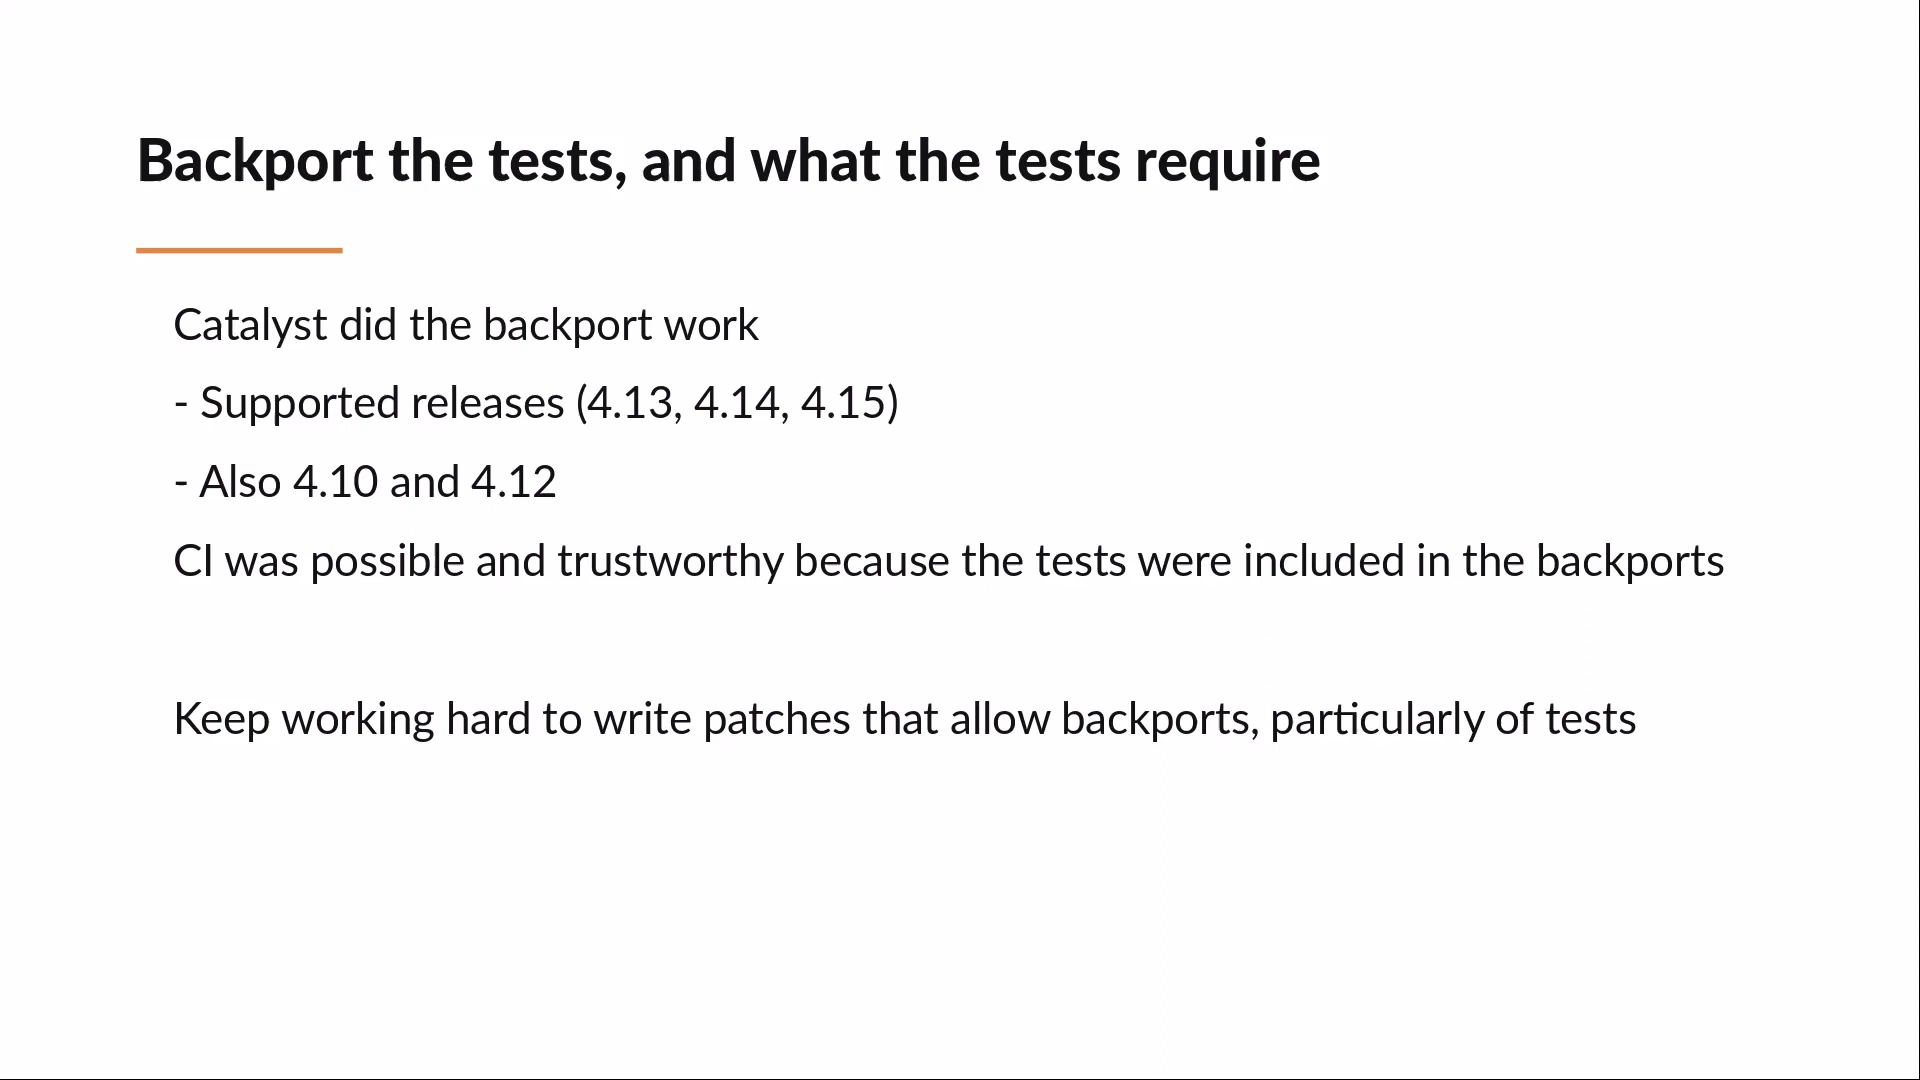 Backport the tests, and what the tests require
Catalyst did the backport work
- Supported releases (4.13, 4.14, 4.15)
- Also 4.10 and 4.12
CI was possible and trustworthy because the tests were included in the backports
Keep working hard to write patches that allow backports, particularly of tests